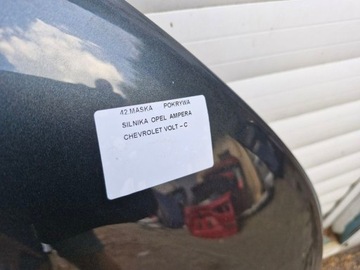 42 MASKA POKRYWA
SILNIKA OPEL AMPERA
CHEVROLET VOLT – C